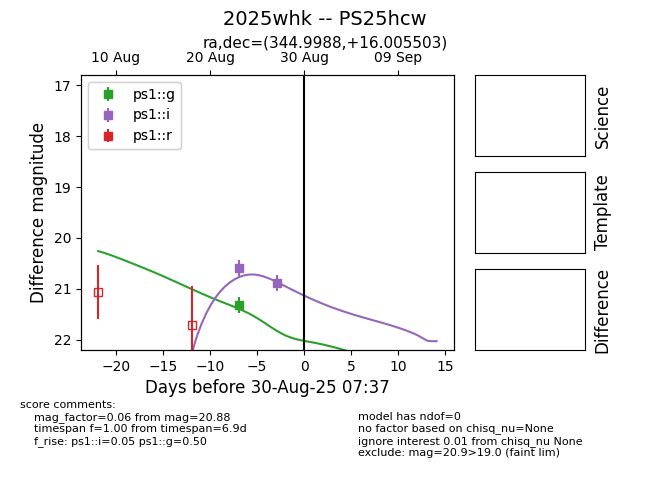 2025whk -- PS25hcw
ra,dec=(344.9988,+16.005503)
10 Aug 20 Aug 30 Aug 09 Sep
ps1::g
ps1::i
ps1::r
17
18
19
20
21
22
Difference magnitude
−20 −15 −10 −5 0 5 10 15
Days before 30-Aug-25 07:37
Science
Template
Difference
score comments:
mag_factor=0.06 from mag=20.88
timespan f=1.00 from timespan=6.9d
f_rise: ps1::i=0.05 ps1::g=0.50
model has ndof=0
no factor based on chisq_nu=None
ignore interest 0.01 from chisq_nu None
exclude: mag=20.9>19.0 (faint lim)